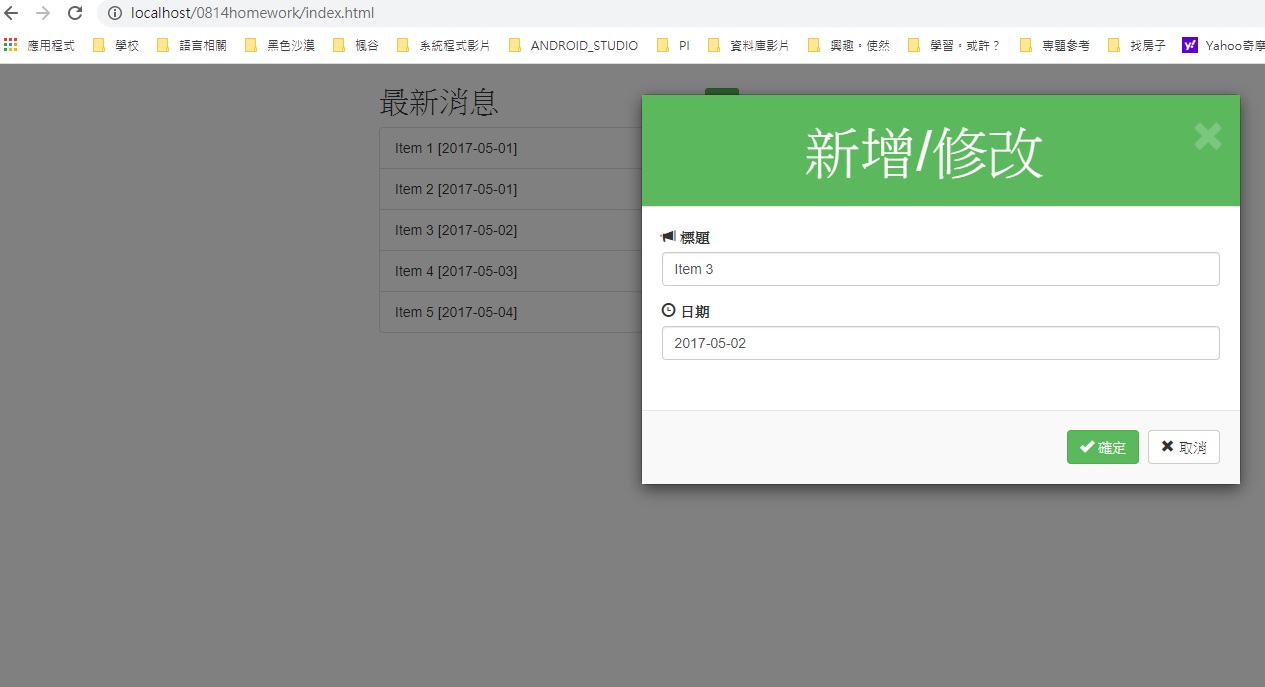 localhost/0814homework/index.html
應用程式 學校 語言相關 黑色沙漠 楓谷 系統程式影片 ANDROID_STUDIO PI 資料庫影片 興趣。使然 學習。或許？ 專題參考 找房子 Yahoo奇摩
最新消息
Item 1 [2017-05-01]
Item 2 [2017-05-01]
Item 3 [2017-05-02]
Item 4 [2017-05-03]
Item 5 [2017-05-04]
新增/修改
標題
Item 3
日期
2017-05-02
確定 取消